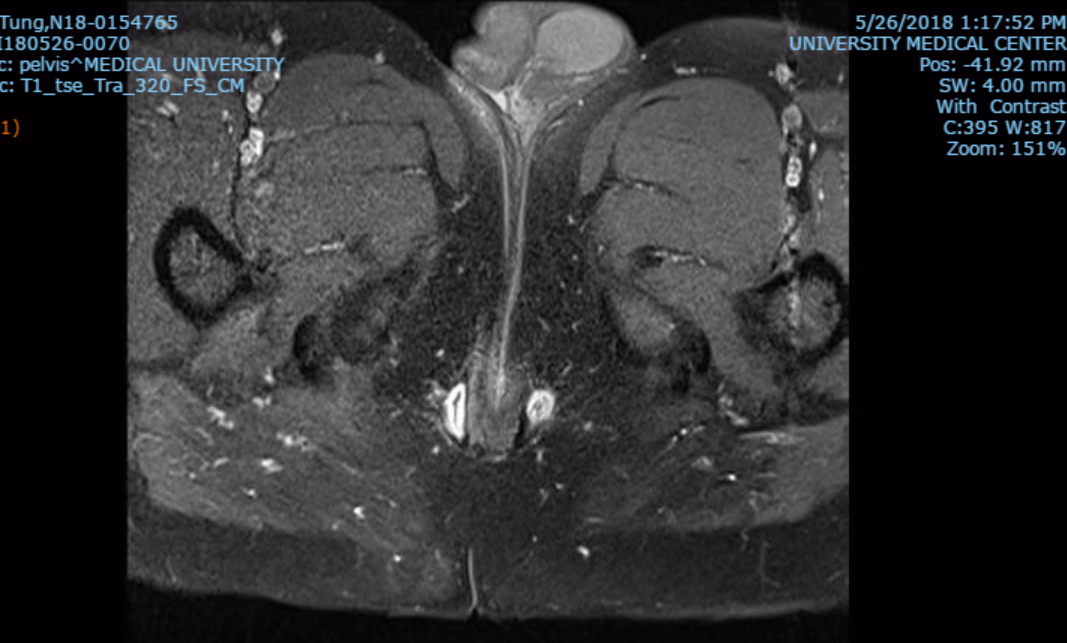 Tung,N18-0154765
I180526-0070
c: pelvis^MEDICAL UNIVERSITY
c: T1_tse_Tra_320_FS_CM
1)
5/26/2018 1:17:52 PM
UNIVERSITY MEDICAL CENTER
Pos: -41.92 mm
SW: 4.00 mm
With Contrast
C:395 W:817
Zoom: 151%